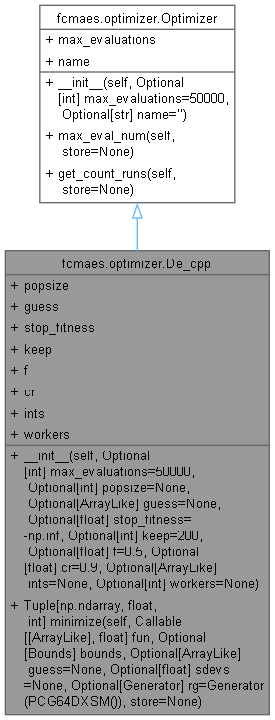 fcmaes.optimizer.Optimizer
+ max_evaluations
+ name
+ __init__(self, Optional
[int] max_evaluations=50000,
Optional[str] name='')
+ max_eval_num(self,
store=None)
+ get_count_runs(self,
store=None)
fcmaes.optimizer.De_cpp
+ popsize
+ guess
+ stop_fitness
+ keep
+ f
+ cr
+ ints
+ workers
+ __init__(self, Optional
[int] max_evaluations=50000,
Optional[int] popsize=None,
Optional[ArrayLike] guess=None,
Optional[float] stop_fitness=
-np.inf, Optional[int] keep=200,
Optional[float] f=0.5, Optional
[float] cr=0.9, Optional[ArrayLike]
ints=None, Optional[int] workers=None)
+ Tuple[np.ndarray, float,
int] minimize(self, Callable
[[ArrayLike], float] fun, Optional
[Bounds] bounds, Optional[ArrayLike]
guess=None, Optional[float] sdevs
=None, Optional[Generator] rg=Generator
(PCG64DXSM()), store=None)